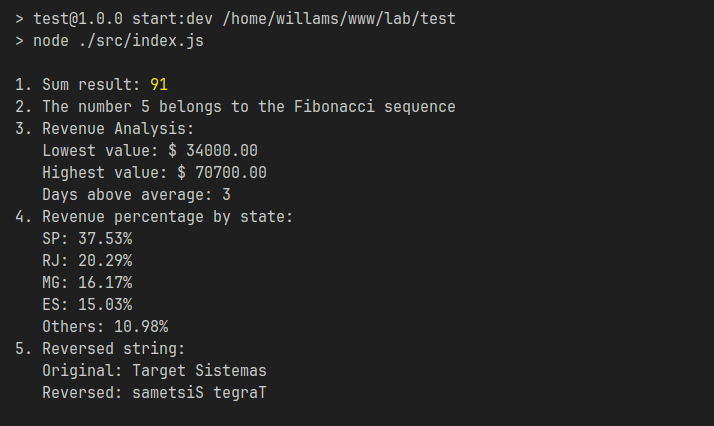 > test@1.0.0 start:dev /home/willams/www/lab/test
> node ./src/index.js
1. Sum result: 91
2. The number 5 belongs to the Fibonacci sequence
3. Revenue Analysis:
Lowest value: $ 34000.00
Highest value: $ 70700.00
Days above average: 3
4. Revenue percentage by state:
SP: 37.53%
RJ: 20.29%
MG: 16.17%
ES: 15.03%
Others: 10.98%
5. Reversed string:
Original: Target Sistemas
Reversed: sametsiS tegraT